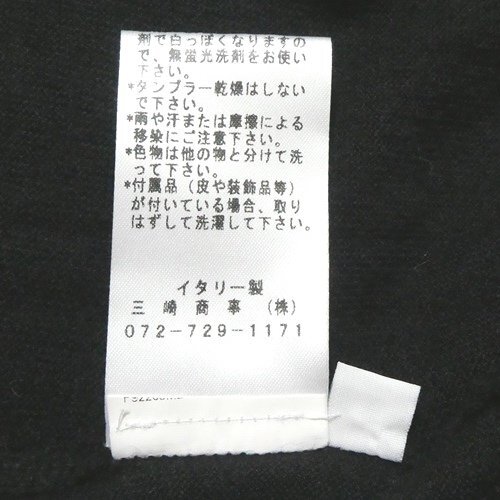 剤で白っぽくなりますの
で、無蛍光洗剤をお使い
下さい。
*タンブラー乾燥はしない
で下さい。
*雨や汗または摩擦による
移染にご注意下さい。
*色物は他の物と分けて洗
って下さい。
*付属品（皮や装飾品等）
が付いている場合、取り
はずして洗濯して下さい。
イタリー製
三崎商事（株）
072-729-1171